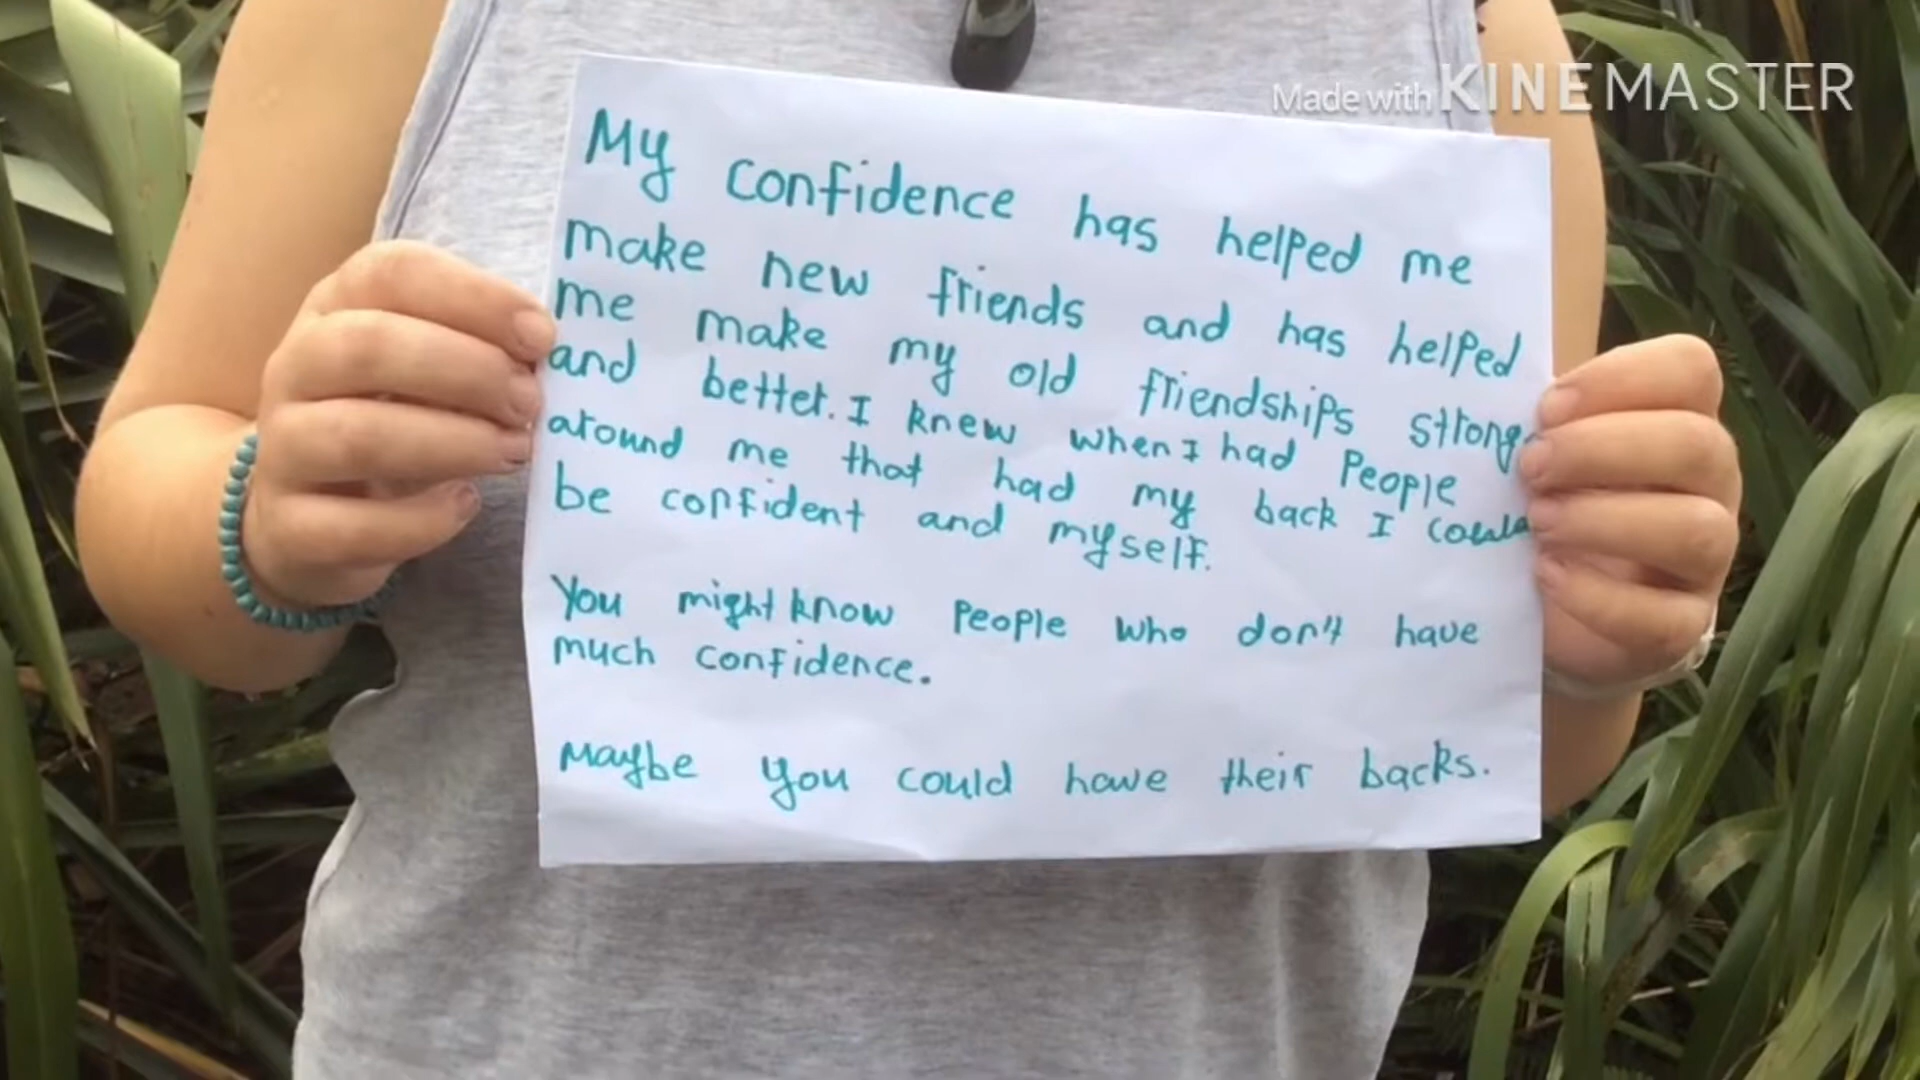 Made with KINEMASTER
My confidence has helped me
make new friends and has helped
me make my old friendships strong
and better. I knew when I had People
around me that had my back I could
be confident and myself.
You might know People who don't have
much confidence.
Maybe you could have their backs.